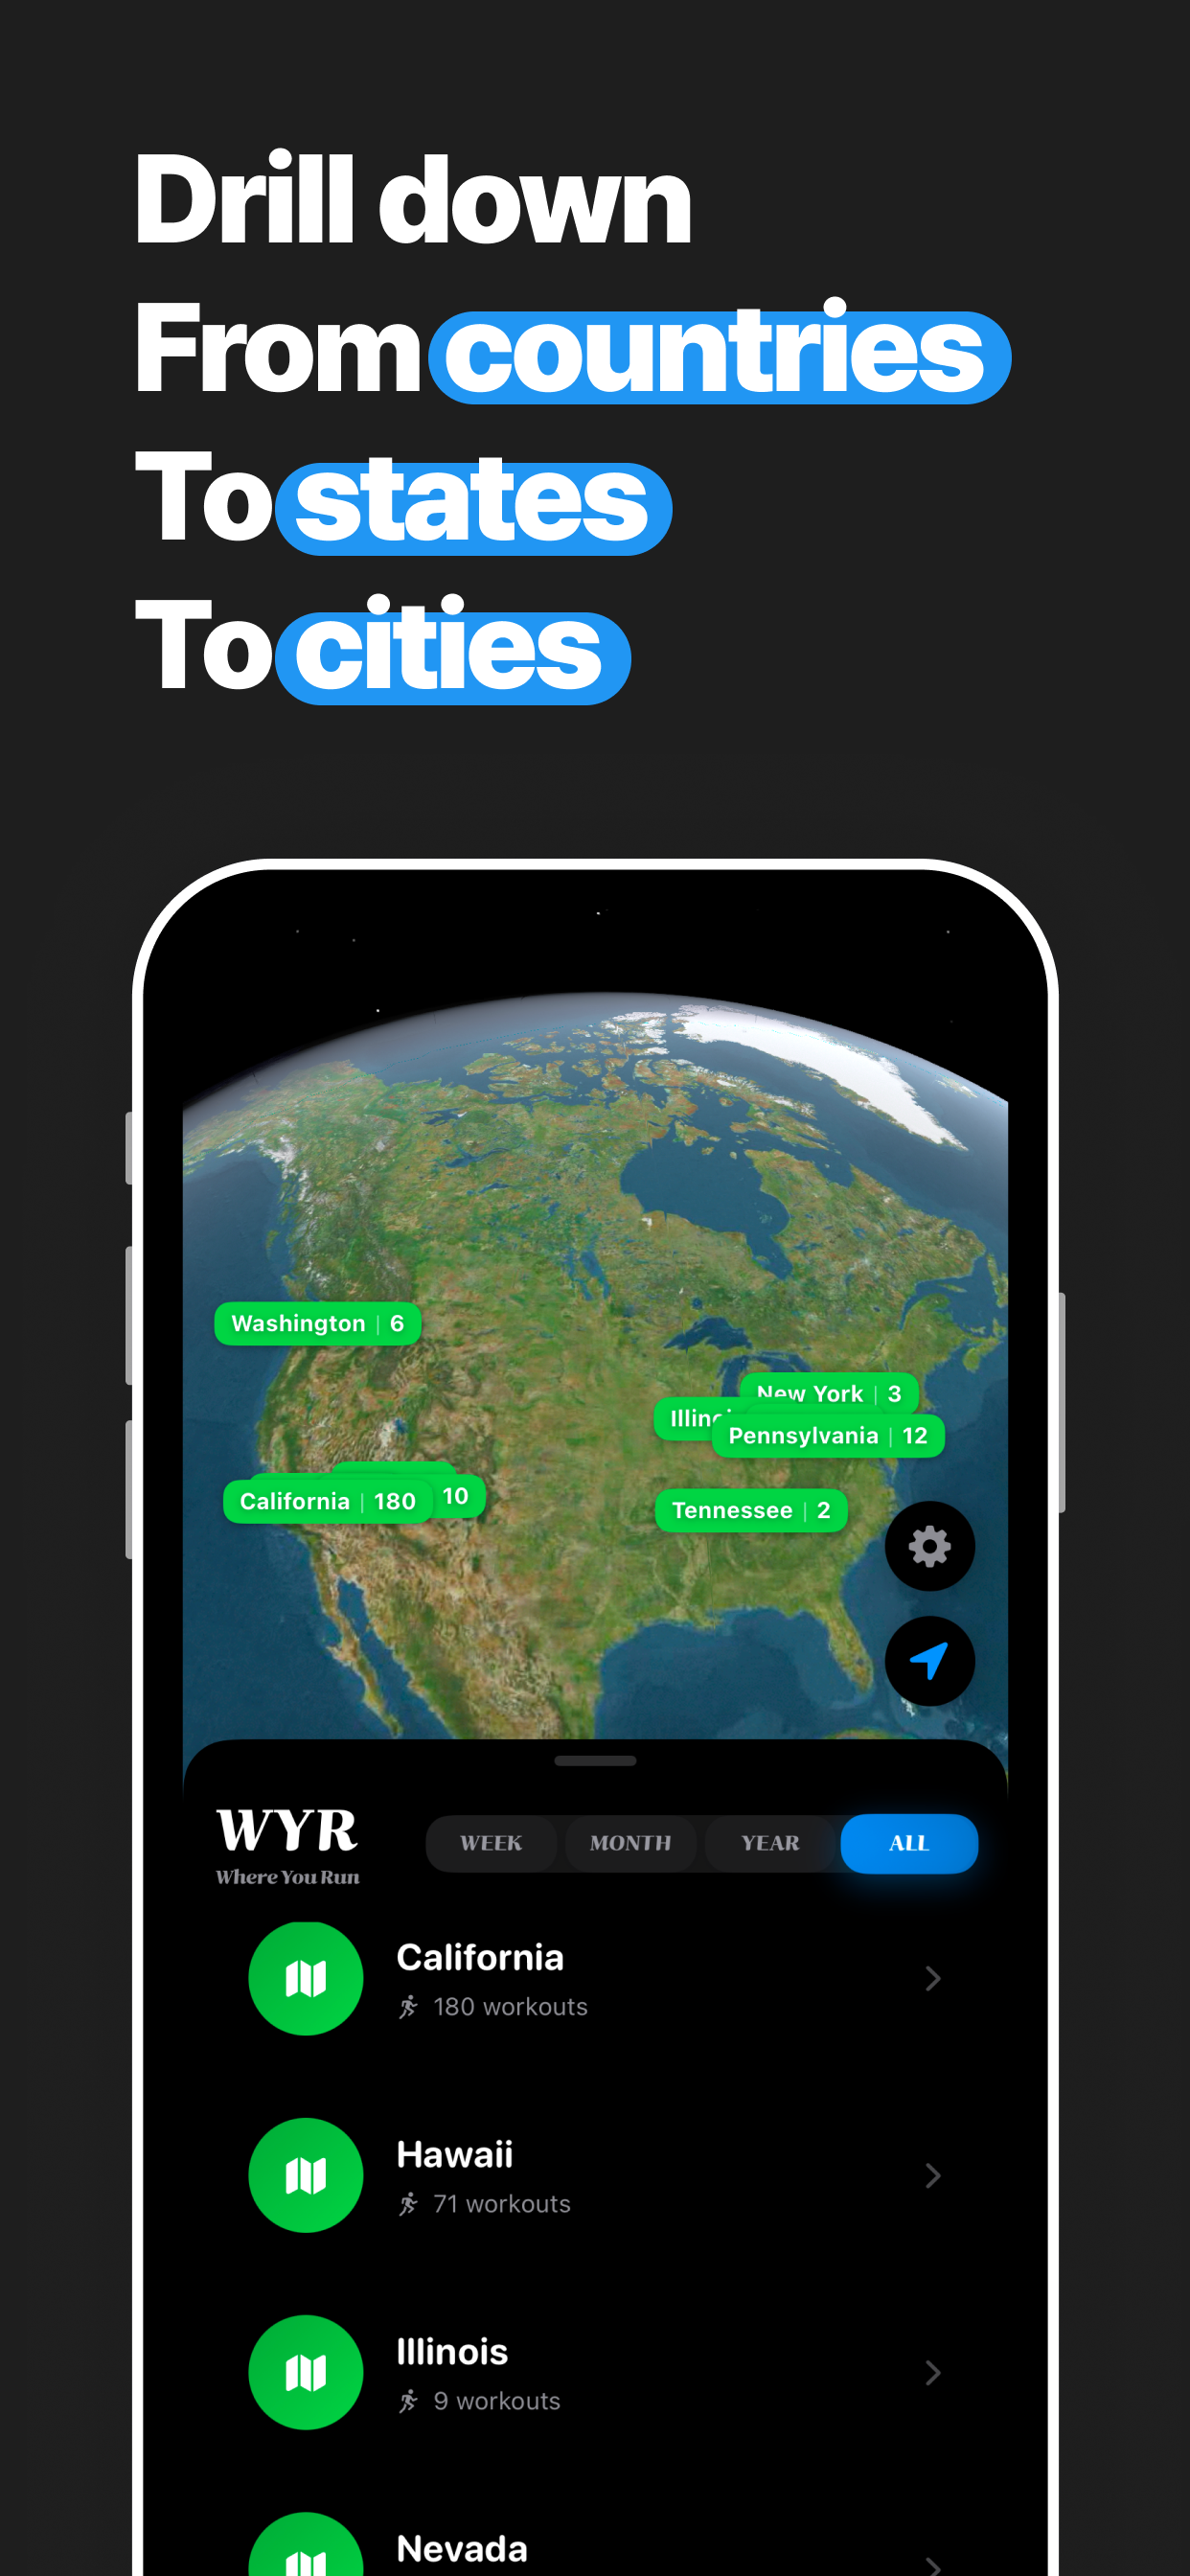 Drill down
From countries
To states
To cities
Washington | 6
New York | 3
Pennsylvania | 12
California | 180
10
Tennessee | 2
WYR
Where You Run
WEEK
MONTH
YEAR
ALL
California
180 workouts
Hawaii
71 workouts
Illinois
9 workouts
Nevada